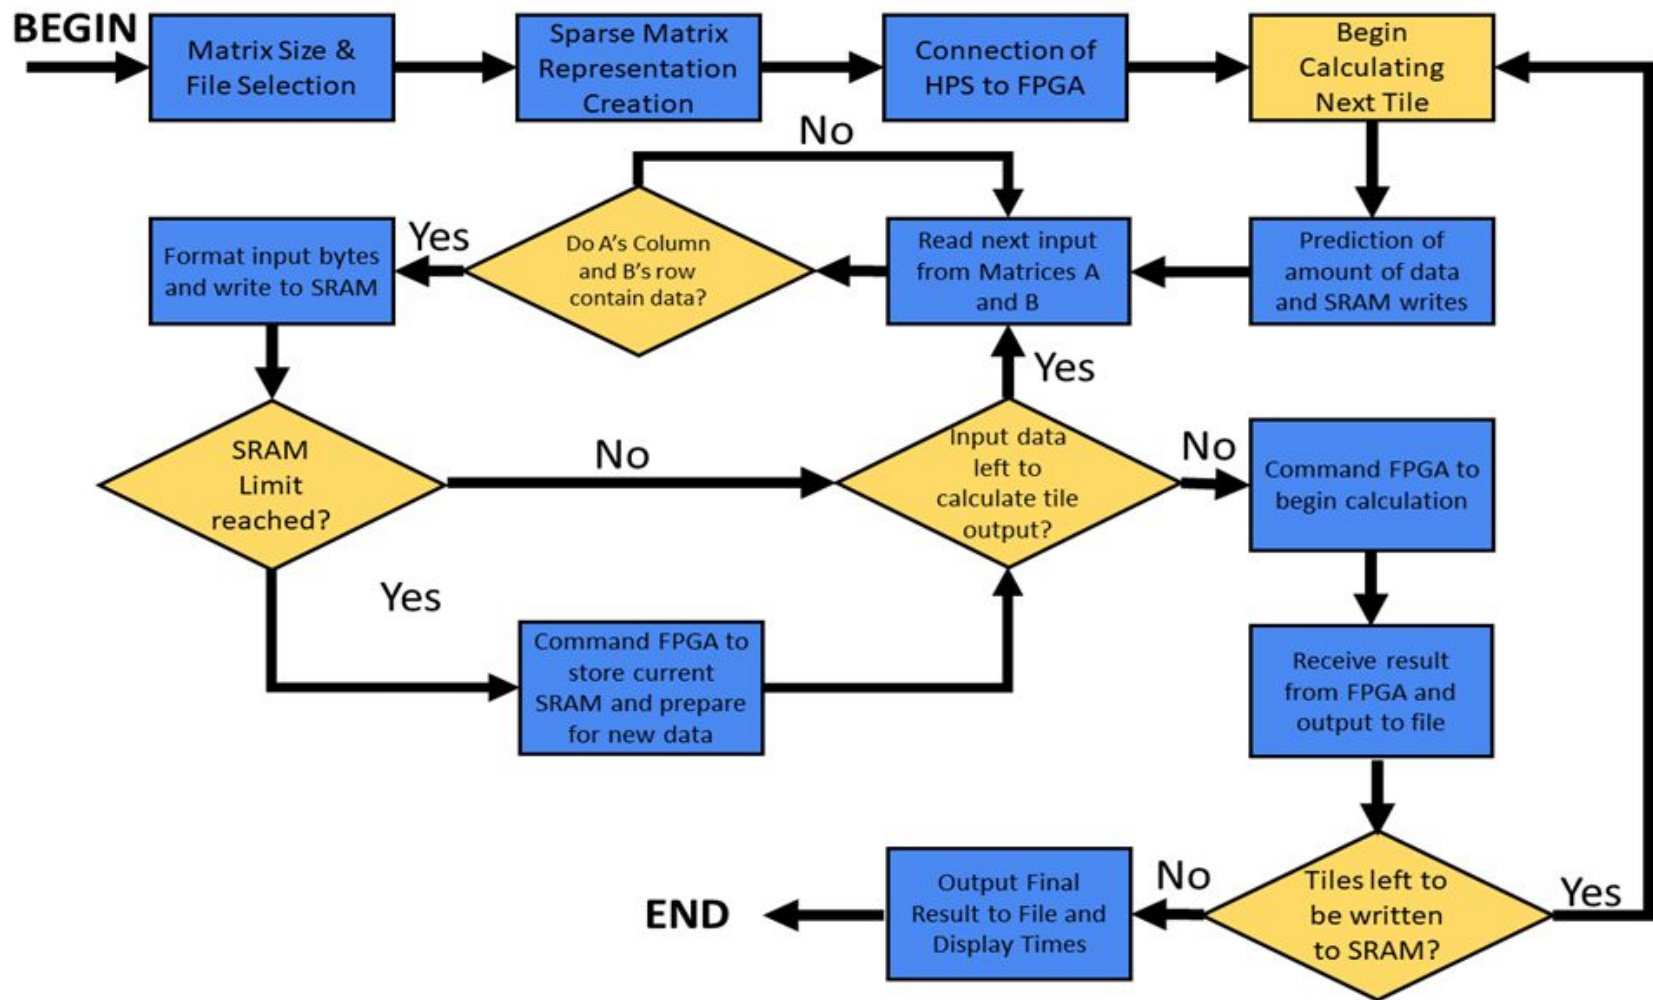 BEGIN
Matrix Size &
File Selection
Sparse Matrix
Representation
Creation
Connection of
HPS to FPGA
Begin
Calculating
Next Tile
No
Format input bytes
and write to SRAM
Yes
Do A's Column
and B's row
contain data?
Read next input
from Matrices A
and B
Prediction of
amount of data
and SRAM writes
Yes
SRAM
Limit
reached?
No
Input data
left to
calculate tile
output?
No
Command FPGA to
begin calculation
Yes
Command FPGA to
store current
SRAM and prepare
for new data
Receive result
from FPGA and
output to file
END
Output Final
Result to File and
Display Times
No
Tiles left to
be written
to SRAM?
Yes